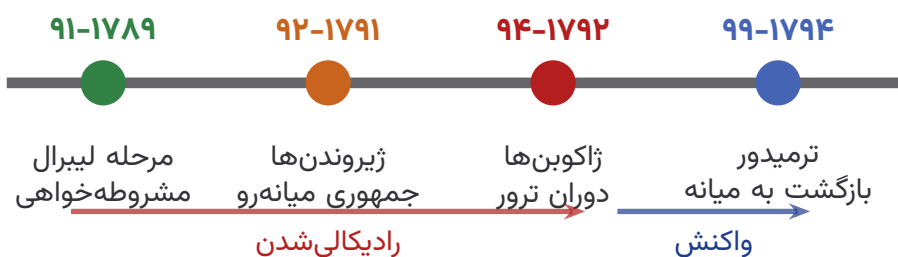 ۱۷۸۹-۹۱
۱۷۹۱-۹۲
۱۷۹۲-۹۴
۱۷۹۴-۹۹
مرحله لیبرال
مشروطه‌خواهی
ژیروندن‌ها
جمهوری میانه‌رو
ژاکوبن‌ها
دوران ترور
ترمیدور
بازگشت به میانه
رادیکالی‌شدن
واکنش